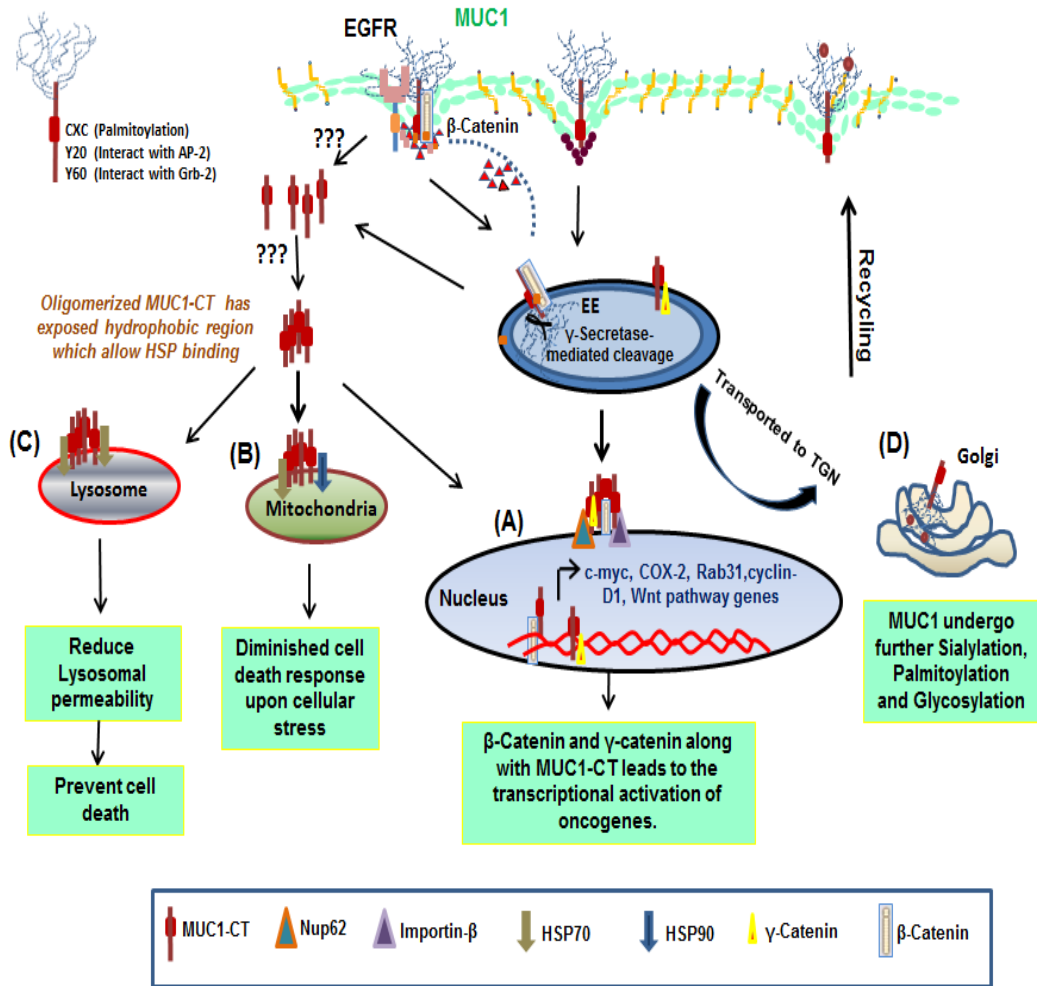 MUC1
EGFR
CXC (Palmitoylation)
Y20 (Interact with AP-2)
Y60 (Interact with Grb-2)
β-Catenin
???
???
Oligomerized MUC1-CT has
exposed hydrophobic region
which allow HSP binding
EE
γ-Secretase-
mediated cleavage
Recycling
Transported to TGN
(C)
Lysosome
(B)
Mitochondria
(A)
Nucleus
c-myc, COX-2, Rab31,cyclin-
D1, Wnt pathway genes
(D)
Golgi
Reduce
Lysosomal
permeability
Prevent cell
death
Diminished cell
death response
upon cellular
stress
β-Catenin and γ-catenin along
with MUC1-CT leads to the
transcriptional activation of
oncogenes.
MUC1 undergo
further Sialylation,
Palmitoylation
and Glycosylation
MUC1-CT
Nup62
Importin-β
HSP70
HSP90
γ-Catenin
β-Catenin